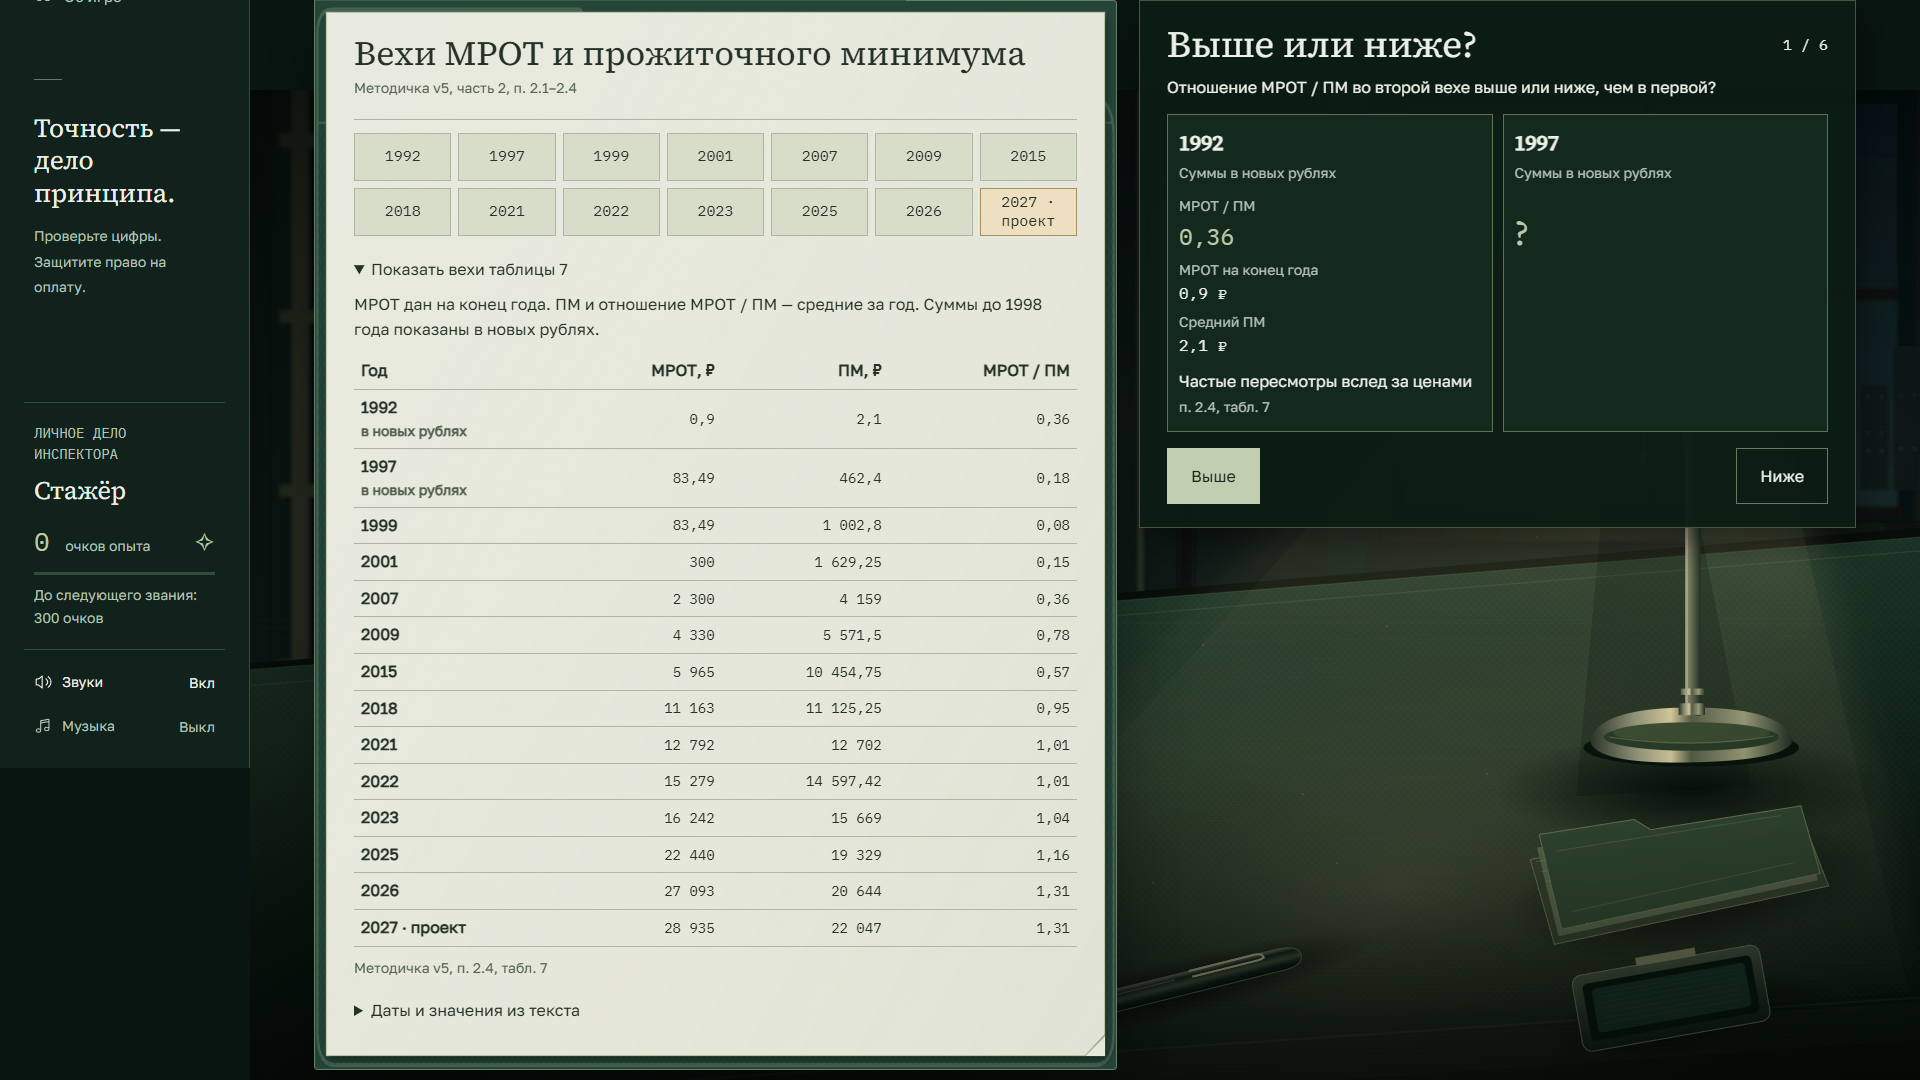 Точность —
дело
принципа.
Проверьте цифры.
Защитите право на
оплату.
ЛИЧНОЕ ДЕЛО
ИНСПЕКТОРА
Стажёр
0 очков опыта
До следующего звания:
300 очков
Звуки Вкл
Музыка Выкл
Вехи МРОТ и прожиточного минимума
Методичка v5, часть 2, п. 2.1–2.4
1992 1997 1999 2001 2007 2009 2015
2018 2021 2022 2023 2025 2026 2027 ·
проект
▼ Показать вехи таблицы 7
МРОТ дан на конец года. ПМ и отношение МРОТ / ПМ — средние за год. Суммы до 1998
года показаны в новых рублях.
Год МРОТ, ₽ ПМ, ₽ МРОТ / ПМ
1992
в новых рублях 0,9 2,1 0,36
1997
в новых рублях 83,49 462,4 0,18
1999 83,49 1 002,8 0,08
2001 300 1 629,25 0,15
2007 2 300 4 159 0,36
2009 4 330 5 571,5 0,78
2015 5 965 10 454,75 0,57
2018 11 163 11 125,25 0,95
2021 12 792 12 702 1,01
2022 15 279 14 597,42 1,01
2023 16 242 15 669 1,04
2025 22 440 19 329 1,16
2026 27 093 20 644 1,31
2027 · проект 28 935 22 047 1,31
Методичка v5, п. 2.4, табл. 7
▶ Даты и значения из текста
Выше или ниже? 1 / 6
Отношение МРОТ / ПМ во второй вехе выше или ниже, чем в первой?
1992
Суммы в новых рублях
МРОТ / ПМ
0,36
МРОТ на конец года
0,9 ₽
Средний ПМ
2,1 ₽
Частые пересмотры вслед за ценами
п. 2.4, табл. 7
1997
Суммы в новых рублях
?
Выше
Ниже